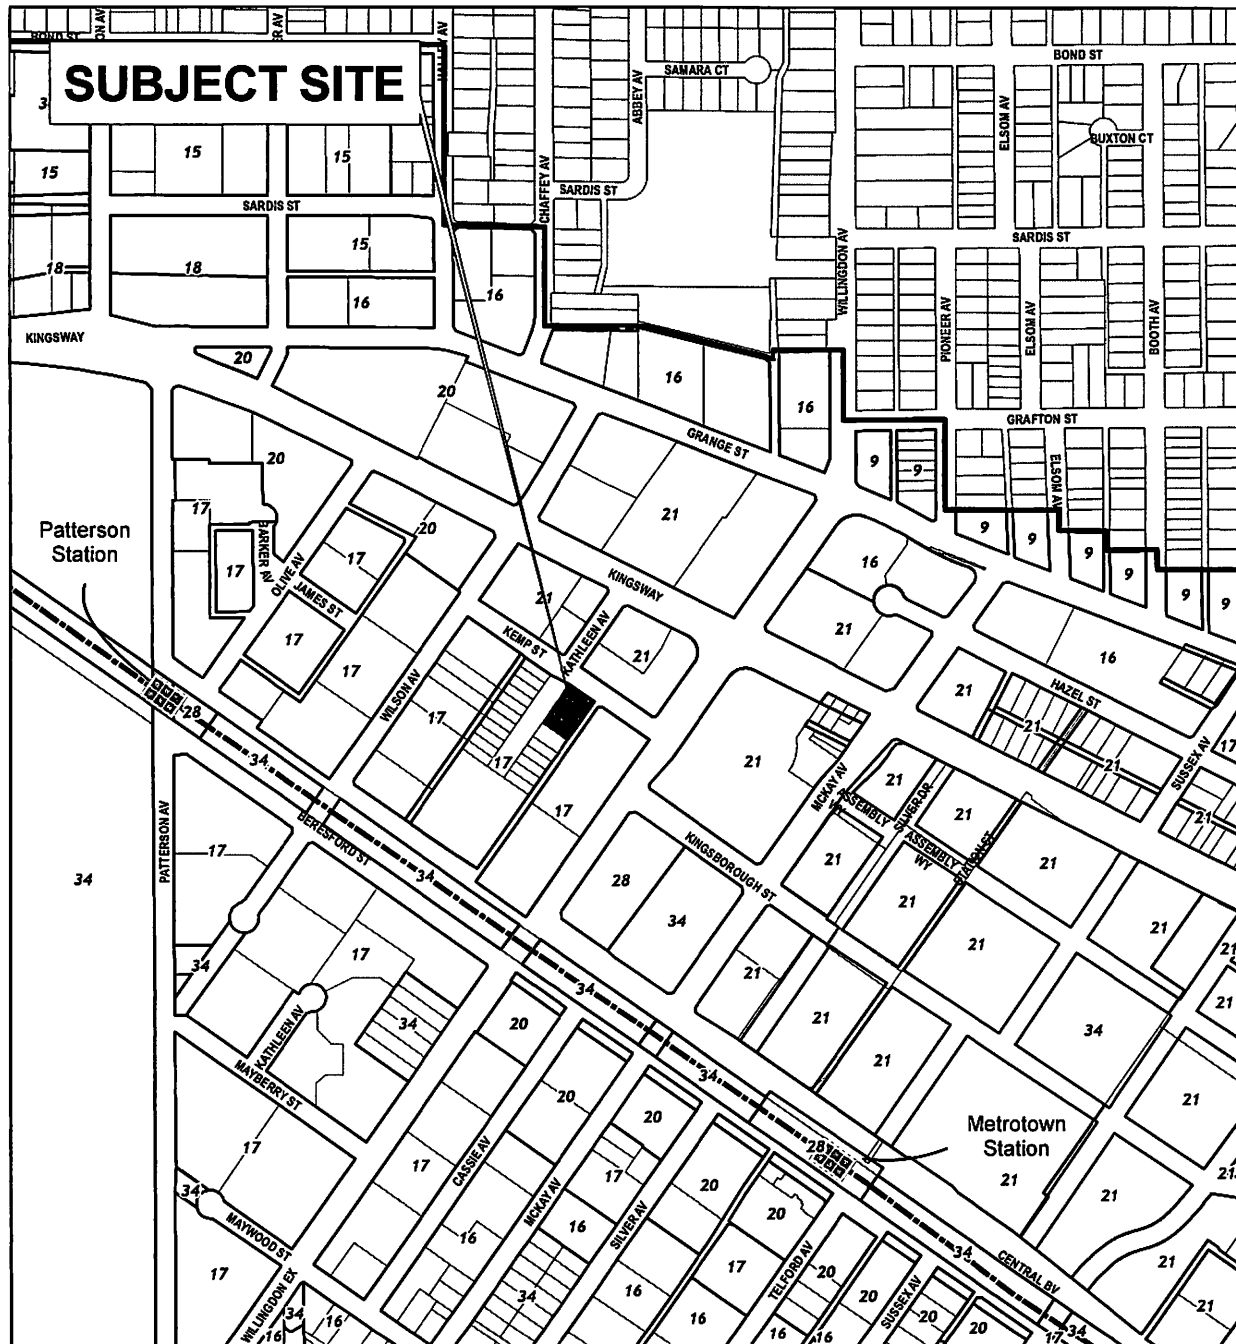 BOND ST
SUBJECT SITE
SAMARA CT
ABBEY AV
BOND ST
ELSOM AV
BUXTON CT
15
15
15
SARDIS ST
CHAFFEY AV
SARDIS ST
SARDIS ST
WILLINGDON AV
15
18
18
16
16
KINGSWAY
20
PIONEER AV
ELSOM AV
BOOTH AV
20
16
16
GRAFTON ST
GRANGE ST
9
9
ELSOM AV
20
17
Patterson
Station
BARKER AV
17
OLIVE AV
JAMES ST
17
20
17
17
21
9
9
9
9
9
9
16
KINGSWAY
21
21
KEMP ST
KATHLEEN AV
21
16
HAZEL ST
21
21
21
21
SUSSEX AV
17
WILSON AV
17
17
28
34
17
21
MCKAY AV
ASSEMBLY
WY
SILVER DR
21
21
ASSEMBLY
WY
STATION ST
21
21
BERESFORD ST
PATTERSON AV
34
17
34
KINGSBOROUGH ST
28
34
21
21
21
21
21
17
34
34
21
21
21
34
21
KATHLEEN AV
MAYBERRY ST
34
20
20
34
20
21
Metrotown
Station
28
17
17
CASSIE AV
MCKAY AV
17
SILVER AV
20
20
21
21
21
34
MAYWOOD ST
17
WILLINGDON EX
34
16
16
16
16
34
16
16
17
TELFORD AV
20
20
SUSSEX AV
20
20
16
16
34
CENTRAL BV
21
21
17
34